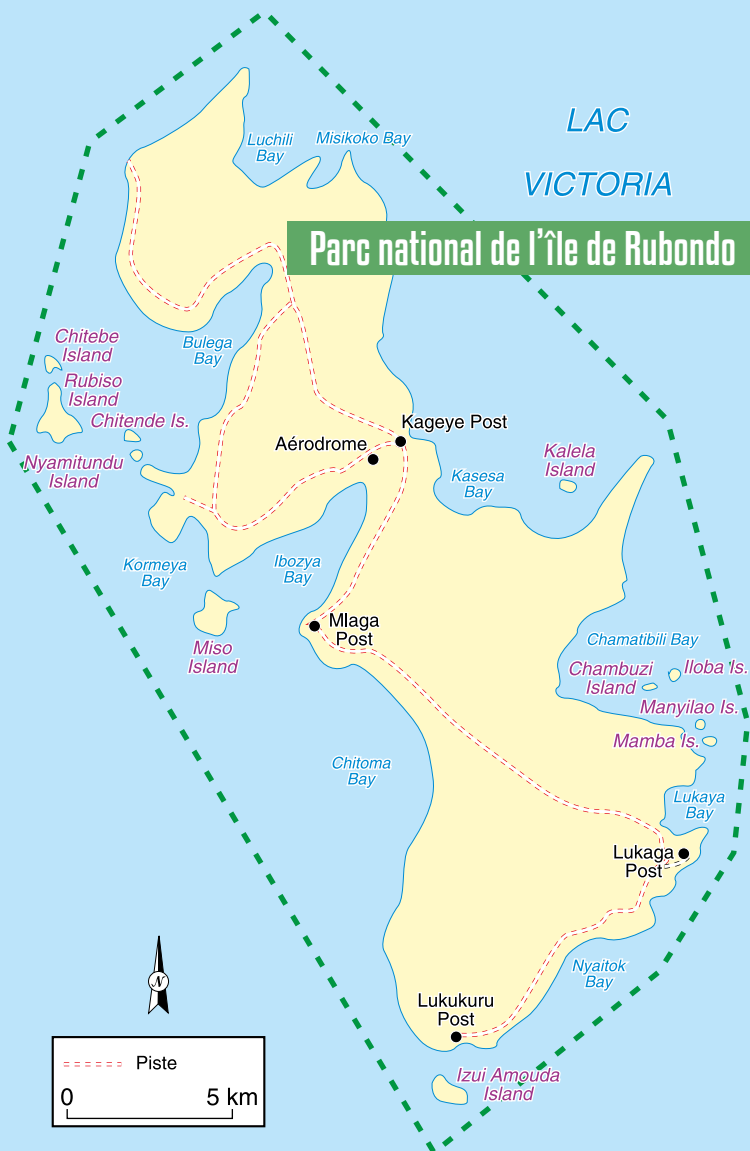 LAC
VICTORIA
Luchili
Bay
Misikoko Bay
Parc national de l'île de Rubondo
Chitebe
Island
Bulega
Bay
Rubiso
Island
Chitende Is.
Nyamitundu
Island
Kageye Post
Aérodrome
Kalela
Island
Kasesa
Bay
Kormeya
Bay
Ibozya
Bay
Miso
Island
Mlaga
Post
Chamatibili Bay
Chambuzi
Island
Iloba Is.
Manyilao Is.
Mamba Is.
Chitoma
Bay
Lukaya
Bay
Lukaga
Post
Nyaitok
Bay
Lukukuru
Post
Izui Amouda
Island
N
Piste
0 5 km